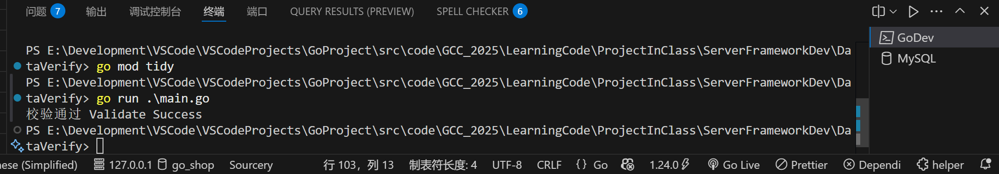 问题 7 输出 调试控制台 终端 端口 QUERY RESULTS (PREVIEW) SPELL CHECKER 6
PS E:\Development\VSCode\VSCodeProjects\GoProject\src\code\GCC_2025\LearningCode\ProjectInClass\ServerFrameworkDev\Da
taVerify> go mod tidy
PS E:\Development\VSCode\VSCodeProjects\GoProject\src\code\GCC_2025\LearningCode\ProjectInClass\ServerFrameworkDev\Da
taVerify> go run .\main.go
校验通过 Validate Success
PS E:\Development\VSCode\VSCodeProjects\GoProject\src\code\GCC_2025\LearningCode\ProjectInClass\ServerFrameworkDev\Da
taVerify>
GoDev
MySQL
nese (Simplified) 127.0.0.1 go_shop Sourcery 行 103，列 13 制表符长度: 4 UTF-8 CRLF {} Go 1.24.0 Go Live Prettier Dependi helper